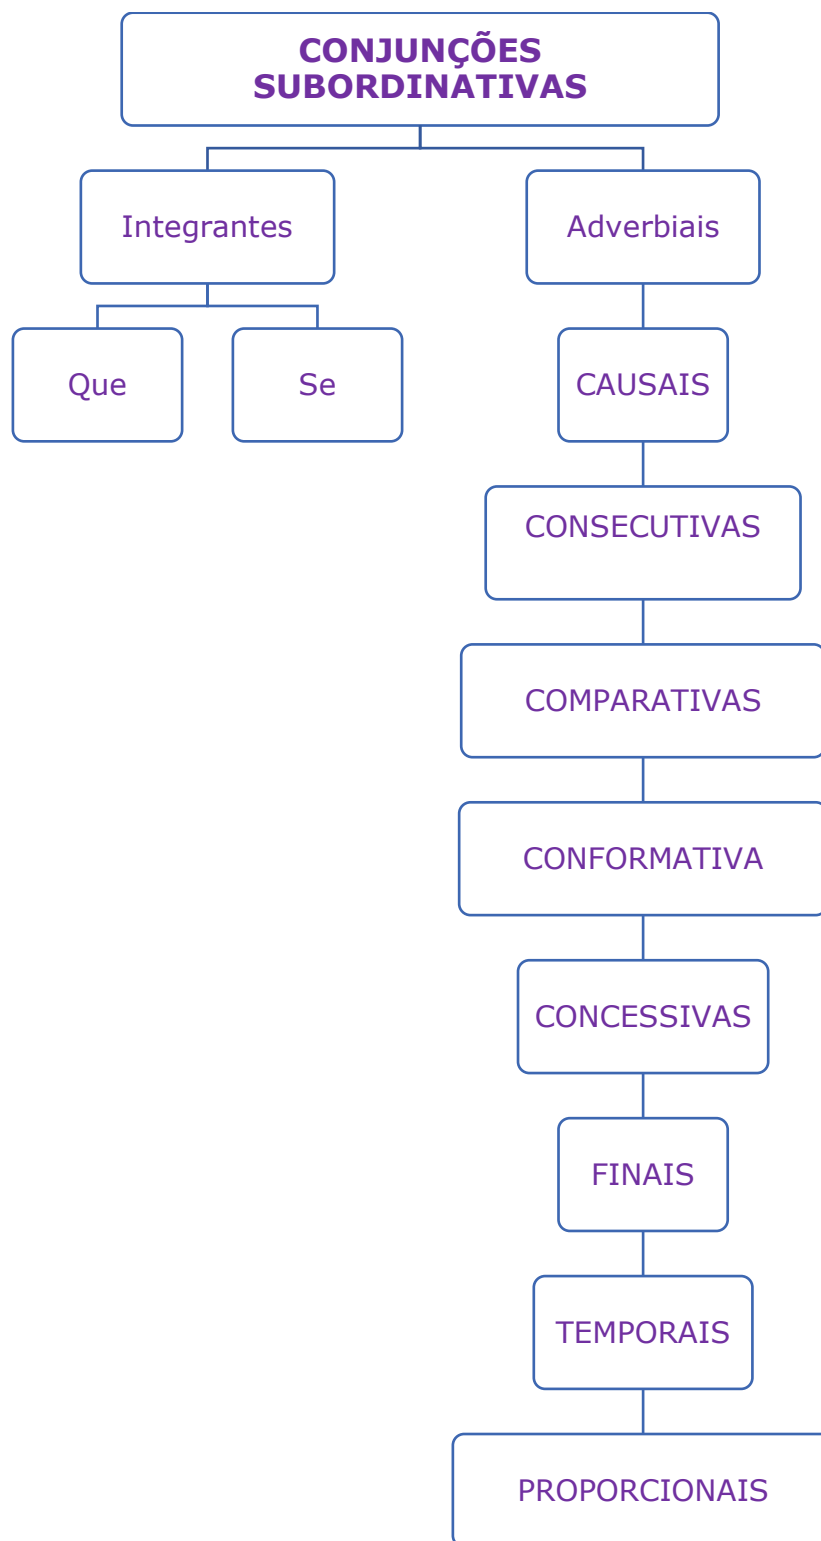 CONJUNÇÕES
SUBORDINATIVAS
Integrantes
Adverbiais
Que
Se
CAUSAIS
CONSECUTIVAS
COMPARATIVAS
CONFORMATIVA
CONCESSIVAS
FINAIS
TEMPORAIS
PROPORCIONAIS